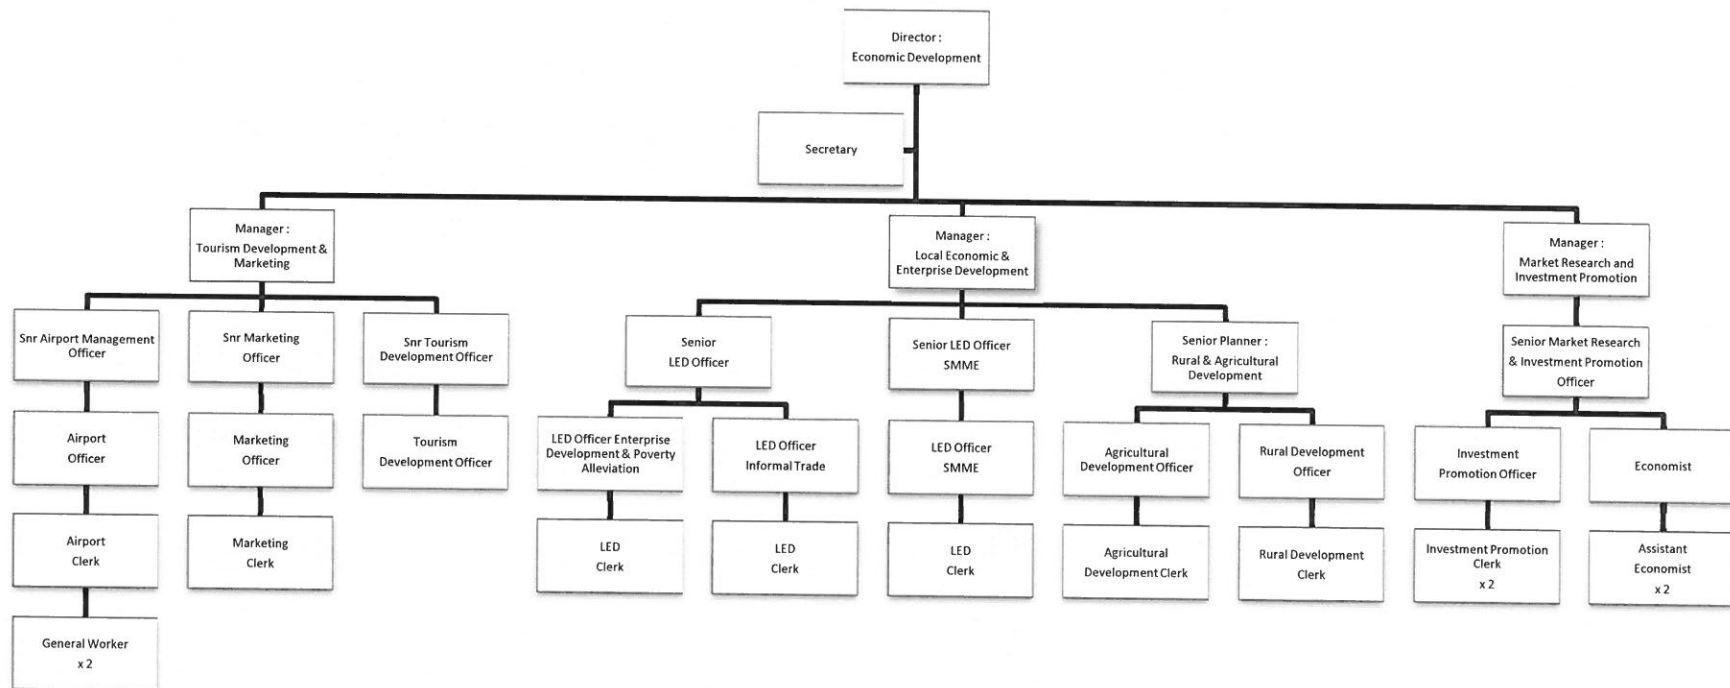 Director :
Economic Development
Secretary
Manager :
Tourism Development &
Marketing
Manager :
Local Economic &
Enterprise Development
Manager :
Market Research and
Investment Promotion
Snr Airport Management
Officer
Snr Marketing
Officer
Snr Tourism
Development Officer
Senior
LED Officer
Senior LED Officer
SMME
Senior Planner :
Rural & Agricultural
Development
Senior Market Research
& Investment Promotion
Officer
Airport
Officer
Marketing
Officer
Tourism
Development Officer
LED Officer Enterprise
Development & Poverty
Alleviation
LED Officer
Informal Trade
LED Officer
SMME
Agricultural
Development Officer
Rural Development
Officer
Investment
Promotion Officer
Economist
Airport
Clerk
Marketing
Clerk
LED
Clerk
LED
Clerk
LED
Clerk
Agricultural
Development Clerk
Rural Development
Clerk
Investment Promotion
Clerk
x 2
Assistant
Economist
x 2
General Worker
x 2